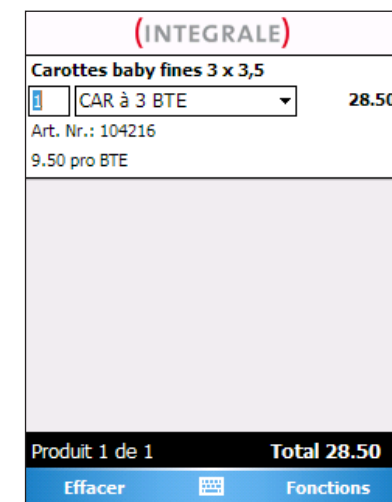 (INTEGRALE)
Carottes baby fines 3 x 3,5
1 CAR à 3 BTE 28.50
Art. Nr.: 104216
9.50 pro BTE
Produit 1 de 1 Total 28.50
Effacer Fonctions